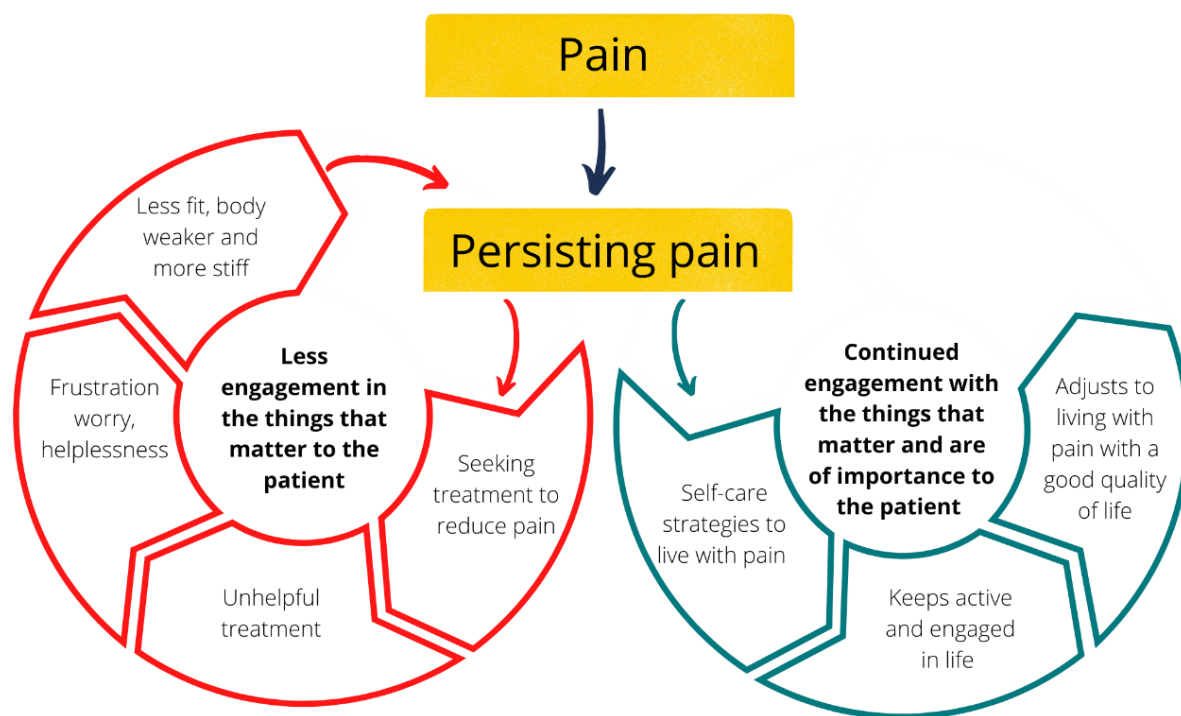 Pain
Persisting pain
Less fit, body
weaker and
more stiff
Frustration
worry,
helplessness
Less
engagement in
the things that
matter to the
patient
Seeking
treatment to
reduce pain
Unhelpful
treatment
Self-care
strategies to
live with pain
Continued
engagement with
the things that
matter and are
of importance to
the patient
Keeps active
and engaged
in life
Adjusts to
living with
pain with a
good quality
of life